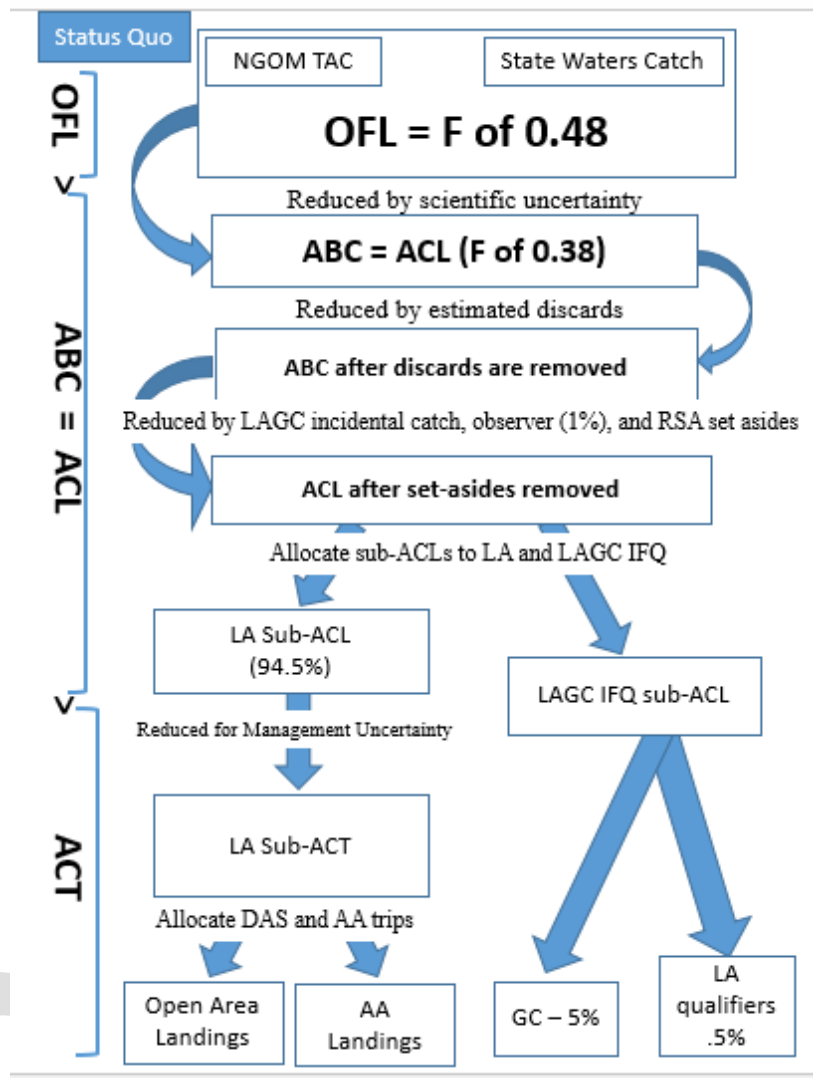 Status Quo
NGOM TAC
State Waters Catch
OFL
OFL = F of 0.48
>
Reduced by scientific uncertainty
ABC = ACL (F of 0.38)
Reduced by estimated discards
ABC = ACL
ABC after discards are removed
Reduced by LAGC incidental catch, observer (1%), and RSA set asides
ACL after set-asides removed
Allocate sub-ACLs to LA and LAGC IFQ
LA Sub-ACL
(94.5%)
LAGC IFQ sub-ACL
>
Reduced for Management Uncertainty
ACT
LA Sub-ACT
Allocate DAS and AA trips
Open Area
Landings
AA
Landings
GC – 5%
LA
qualifiers
.5%